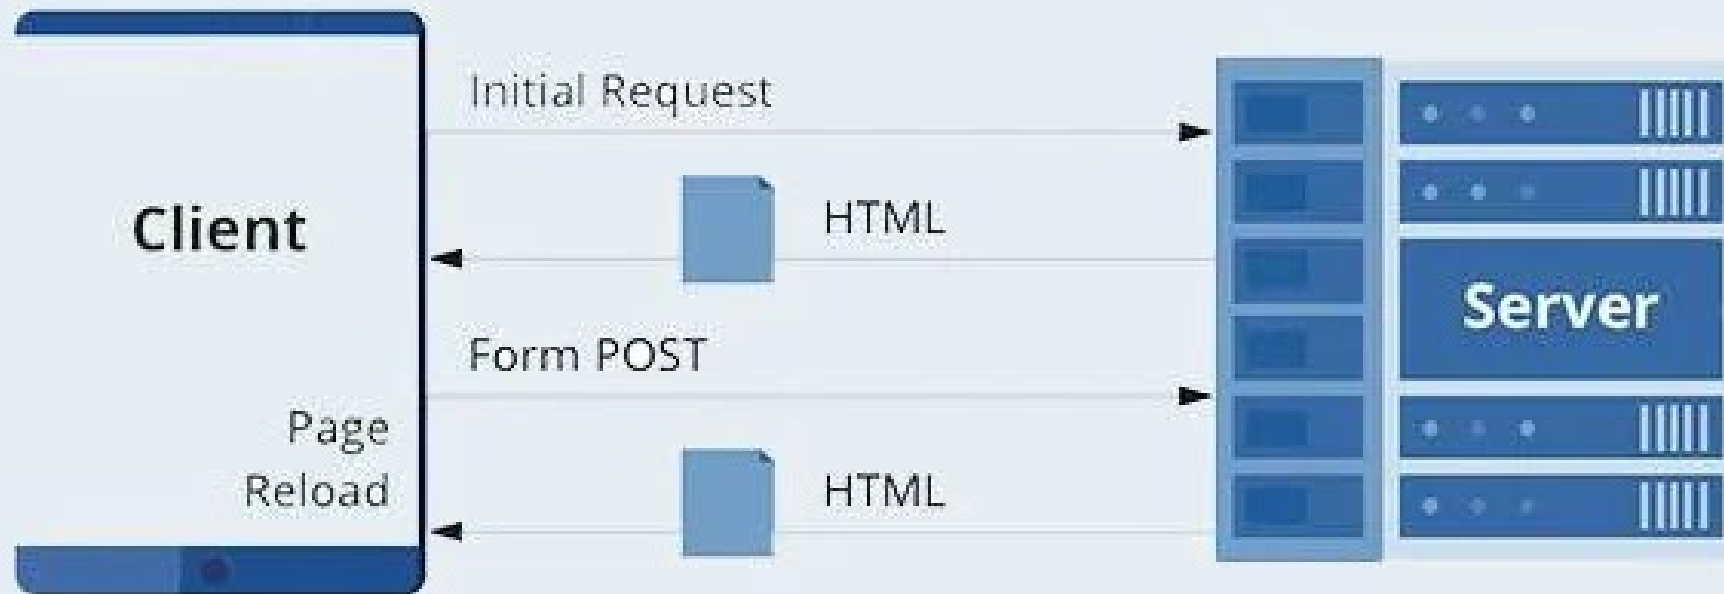 Initial Request
Client
HTML
Server
Form POST
Page
Reload
HTML